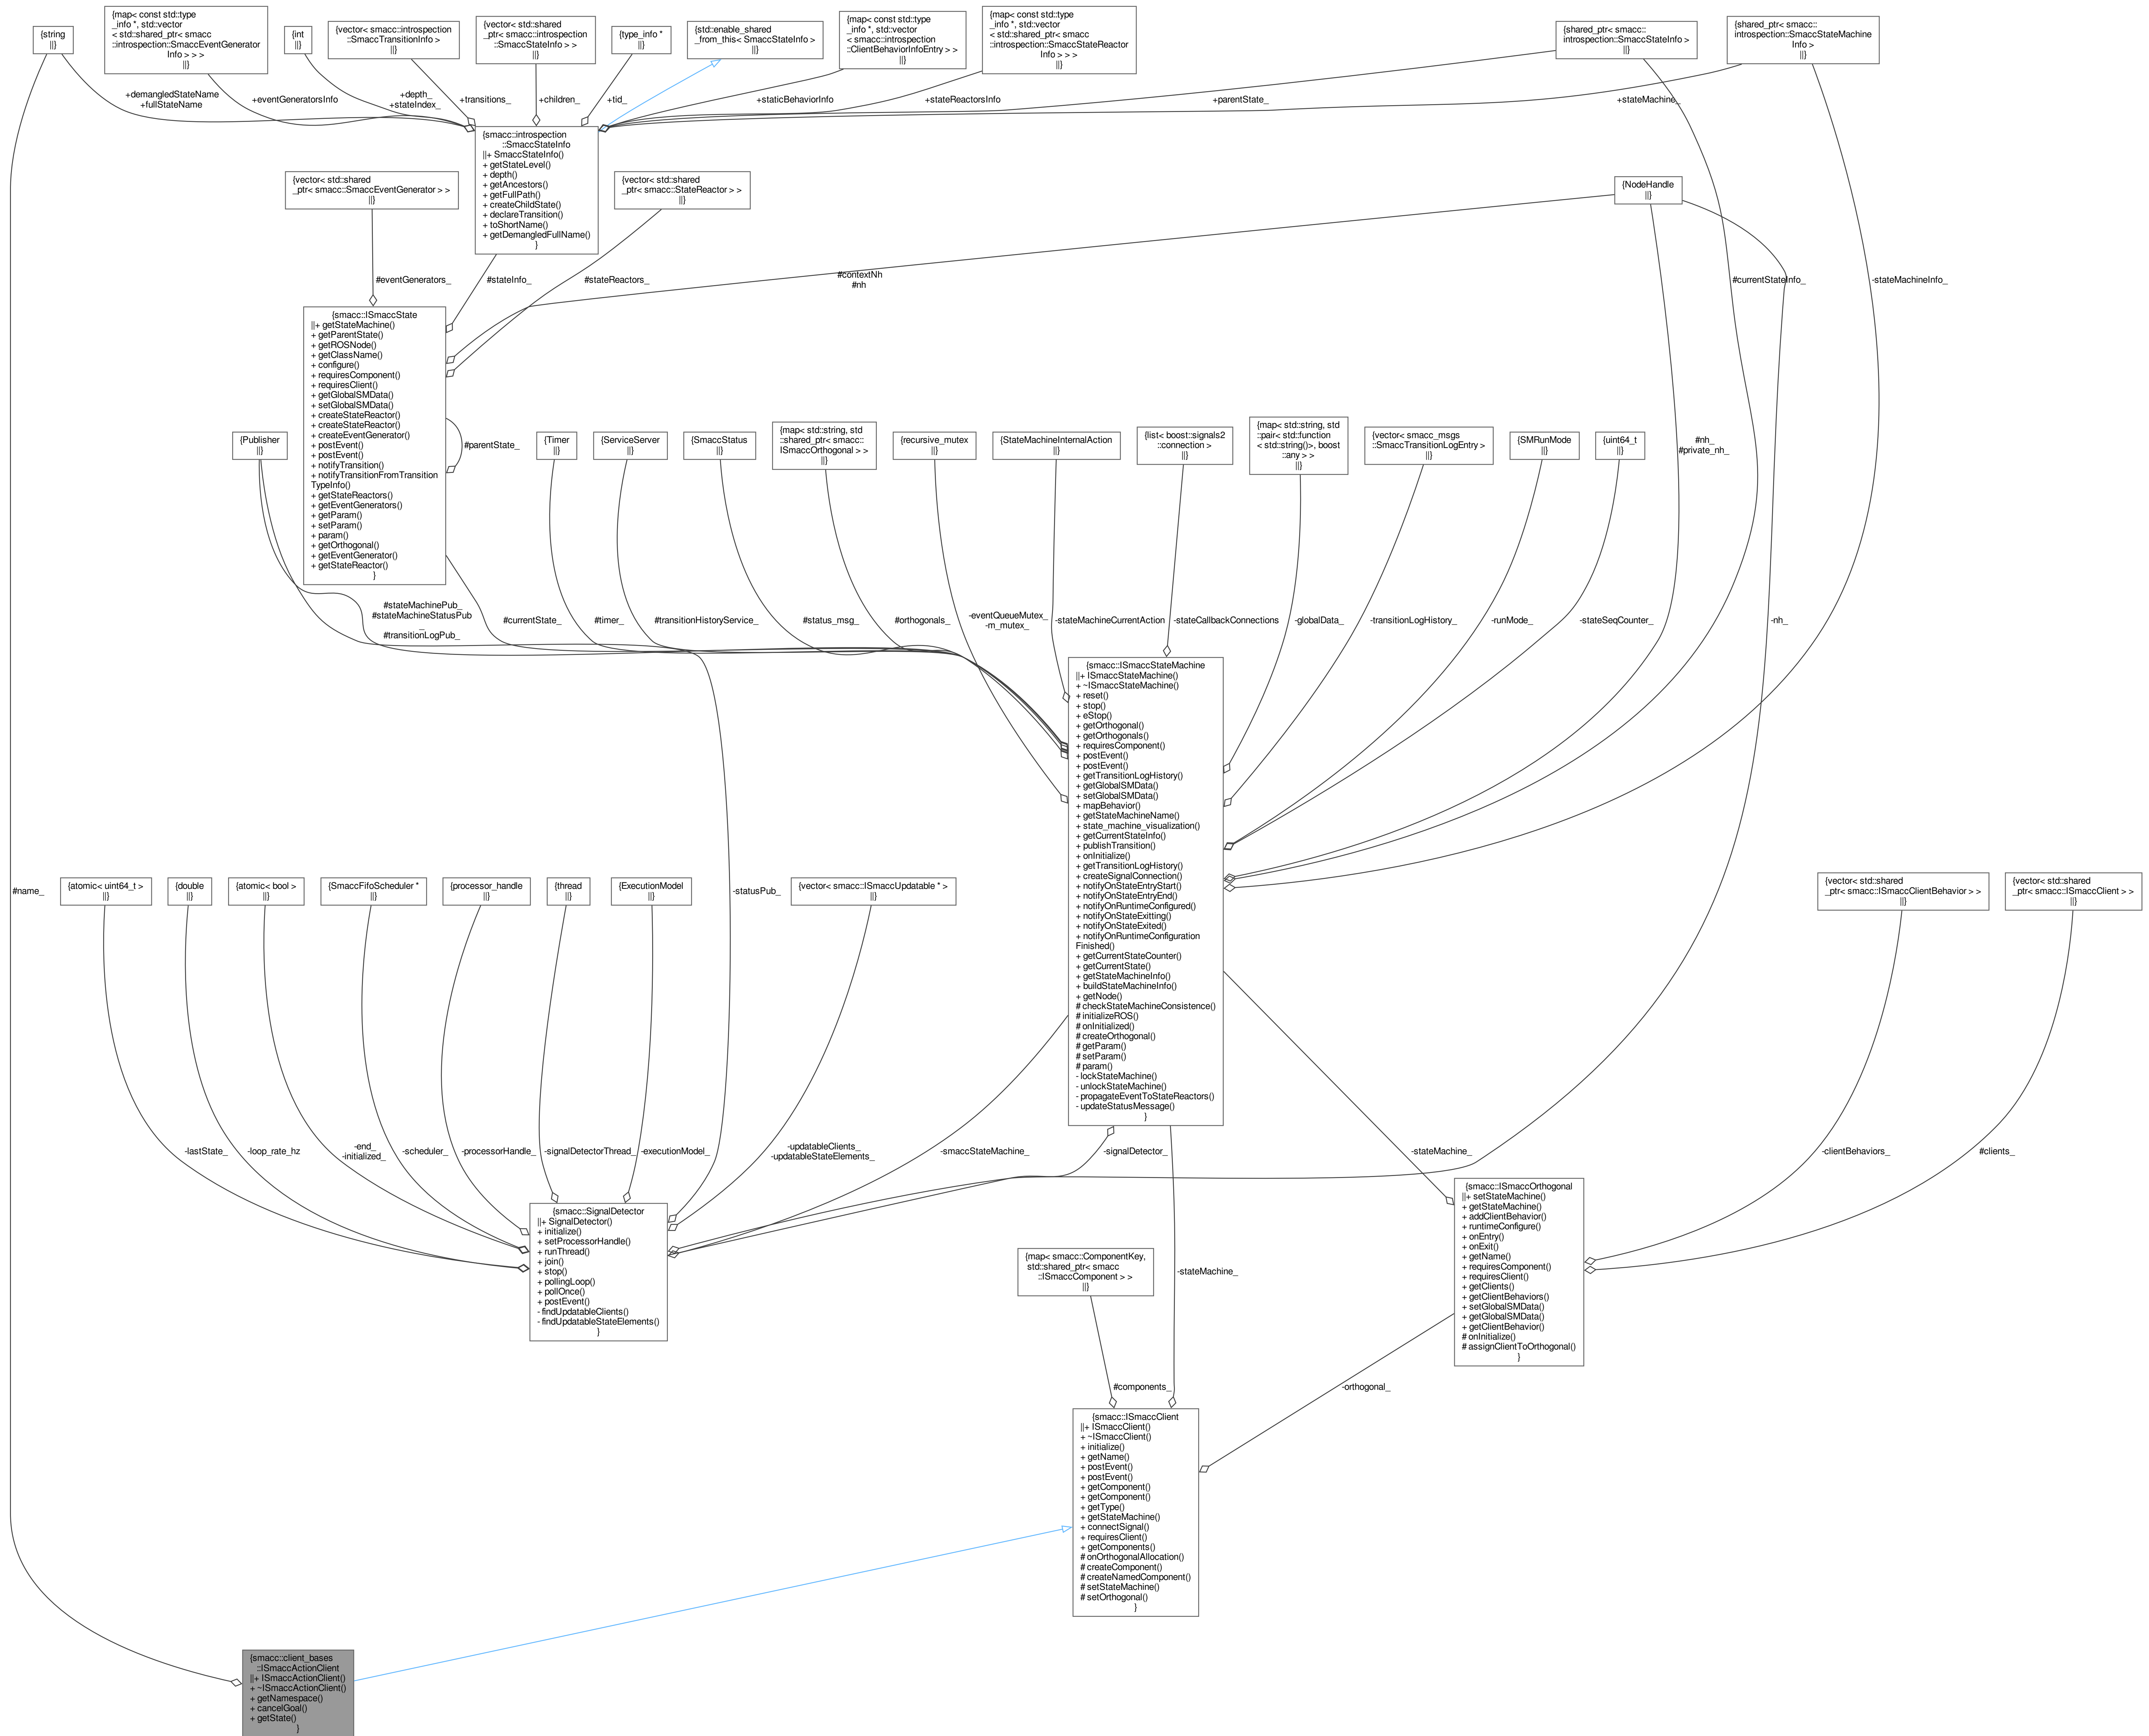 {string
||}
{map< const std::type
_info *, std::vector
< std::shared_ptr< smacc
::introspection::SmaccEventGenerator
Info > > >
||}
{int
||}
{vector< smacc::introspection
::SmaccTransitionInfo >
||}
{vector< std::shared
_ptr< smacc::introspection
::SmaccStateInfo > >
||}
{type_info *
||}
{std::enable_shared
_from_this< SmaccStateInfo >
||}
{map< const std::type
_info *, std::vector
< smacc::introspection
::ClientBehaviorInfoEntry > >
||}
{map< const std::type
_info *, std::vector
< std::shared_ptr< smacc
::introspection::SmaccStateReactor
Info > > >
||}
{shared_ptr< smacc::
introspection::SmaccStateInfo >
||}
{shared_ptr< smacc::
introspection::SmaccStateMachine
Info >
||}
+demangledStateName
+fullStateName
+eventGeneratorsInfo
+depth_
+stateIndex_
+transitions_
+children_
+tid_
+staticBehaviorInfo
+stateReactorsInfo
+parentState_
+stateMachine_
{smacc::introspection
::SmaccStateInfo
||+ SmaccStateInfo()
+ getStateLevel()
+ depth()
+ getAncestors()
+ getFullPath()
+ createChildState()
+ declareTransition()
+ toShortName()
+ getDemangledFullName()
}
{vector< std::shared
_ptr< smacc::SmaccEventGenerator > >
||}
{vector< std::shared
_ptr< smacc::StateReactor > >
||}
{NodeHandle
||}
#eventGenerators_
#stateInfo_
#stateReactors_
#contextNh
#nh
#currentStateInfo_
-stateMachineInfo_
{smacc::ISmaccState
||+ getStateMachine()
+ getParentState()
+ getROSNode()
+ getClassName()
+ configure()
+ requiresComponent()
+ requiresClient()
+ getGlobalSMData()
+ setGlobalSMData()
+ createStateReactor()
+ createStateReactor()
+ createEventGenerator()
+ postEvent()
+ postEvent()
+ notifyTransition()
+ notifyTransitionFromTransition
TypeInfo()
+ getStateReactors()
+ getEventGenerators()
+ getParam()
+ setParam()
+ param()
+ getOrthogonal()
+ getEventGenerator()
+ getStateReactor()
}
#parentState_
{Publisher
||}
{Timer
||}
{ServiceServer
||}
{SmaccStatus
||}
{map< std::string, std
::shared_ptr< smacc::
ISmaccOrthogonal > >
||}
{recursive_mutex
||}
{StateMachineInternalAction
||}
{list< boost::signals2
::connection >
||}
{map< std::string, std
::pair< std::function
< std::string()>, boost
::any > >
||}
{vector< smacc_msgs
::SmaccTransitionLogEntry >
||}
{SMRunMode
||}
{uint64_t
||}
#nh_
#private_nh_
#stateMachinePub_
#stateMachineStatusPub
_
#transitionLogPub_
#currentState_
#timer_
#transitionHistoryService_
#status_msg_
#orthogonals_
-eventQueueMutex_
-m_mutex_
-stateMachineCurrentAction
-stateCallbackConnections
-globalData_
-transitionLogHistory_
-runMode_
-stateSeqCounter_
-nh_
{smacc::ISmaccStateMachine
||+ ISmaccStateMachine()
+ ~ISmaccStateMachine()
+ reset()
+ stop()
+ eStop()
+ getOrthogonal()
+ getOrthogonals()
+ requiresComponent()
+ postEvent()
+ postEvent()
+ getTransitionLogHistory()
+ getGlobalSMData()
+ setGlobalSMData()
+ mapBehavior()
+ getStateMachineName()
+ state_machine_visualization()
+ getCurrentStateInfo()
+ publishTransition()
+ onInitialize()
+ getTransitionLogHistory()
+ createSignalConnection()
+ notifyOnStateEntryStart()
+ notifyOnStateEntryEnd()
+ notifyOnRuntimeConfigured()
+ notifyOnStateExitting()
+ notifyOnStateExited()
+ notifyOnRuntimeConfiguration
Finished()
+ getCurrentStateCounter()
+ getCurrentState()
+ getStateMachineInfo()
+ buildStateMachineInfo()
+ getNode()
# checkStateMachineConsistence()
# initializeROS()
# onInitialized()
# createOrthogonal()
# getParam()
# setParam()
# param()
- lockStateMachine()
- unlockStateMachine()
- propagateEventToStateReactors()
- updateStatusMessage()
}
#name_
{atomic< uint64_t >
||}
{double
||}
{atomic< bool >
||}
{SmaccFifoScheduler *
||}
{processor_handle
||}
{thread
||}
{ExecutionModel
||}
-statusPub_
{vector< smacc::ISmaccUpdatable * >
||}
{vector< std::shared
_ptr< smacc::ISmaccClientBehavior > >
||}
{vector< std::shared
_ptr< smacc::ISmaccClient > >
||}
-lastState_
-loop_rate_hz
-end_
-initialized_
-scheduler_
-processorHandle_
-signalDetectorThread_
-executionModel_
-updatableClients_
-updatableStateElements_
-smaccStateMachine_
-signalDetector_
-stateMachine_
-clientBehaviors_
#clients_
{smacc::SignalDetector
||+ SignalDetector()
+ initialize()
+ setProcessorHandle()
+ runThread()
+ join()
+ stop()
+ pollingLoop()
+ pollOnce()
+ postEvent()
- findUpdatableClients()
- findUpdatableStateElements()
}
{smacc::ISmaccOrthogonal
||+ setStateMachine()
+ getStateMachine()
+ addClientBehavior()
+ runtimeConfigure()
+ onEntry()
+ onExit()
+ getName()
+ requiresComponent()
+ requiresClient()
+ getClients()
+ getClientBehaviors()
+ setGlobalSMData()
+ getGlobalSMData()
+ getClientBehavior()
# onInitialize()
# assignClientToOrthogonal()
}
{map< smacc::ComponentKey,
std::shared_ptr< smacc
::ISmaccComponent > >
||}
-stateMachine_
#components_
-orthogonal_
{smacc::ISmaccClient
||+ ISmaccClient()
+ ~ISmaccClient()
+ initialize()
+ getName()
+ postEvent()
+ postEvent()
+ getComponent()
+ getComponent()
+ getType()
+ getStateMachine()
+ connectSignal()
+ requiresClient()
+ getComponents()
# onOrthogonalAllocation()
# createComponent()
# createNamedComponent()
# setStateMachine()
# setOrthogonal()
}
{smacc::client_bases
::ISmaccActionClient
||+ ISmaccActionClient()
+ ~ISmaccActionClient()
+ getNamespace()
+ cancelGoal()
+ getState()
}